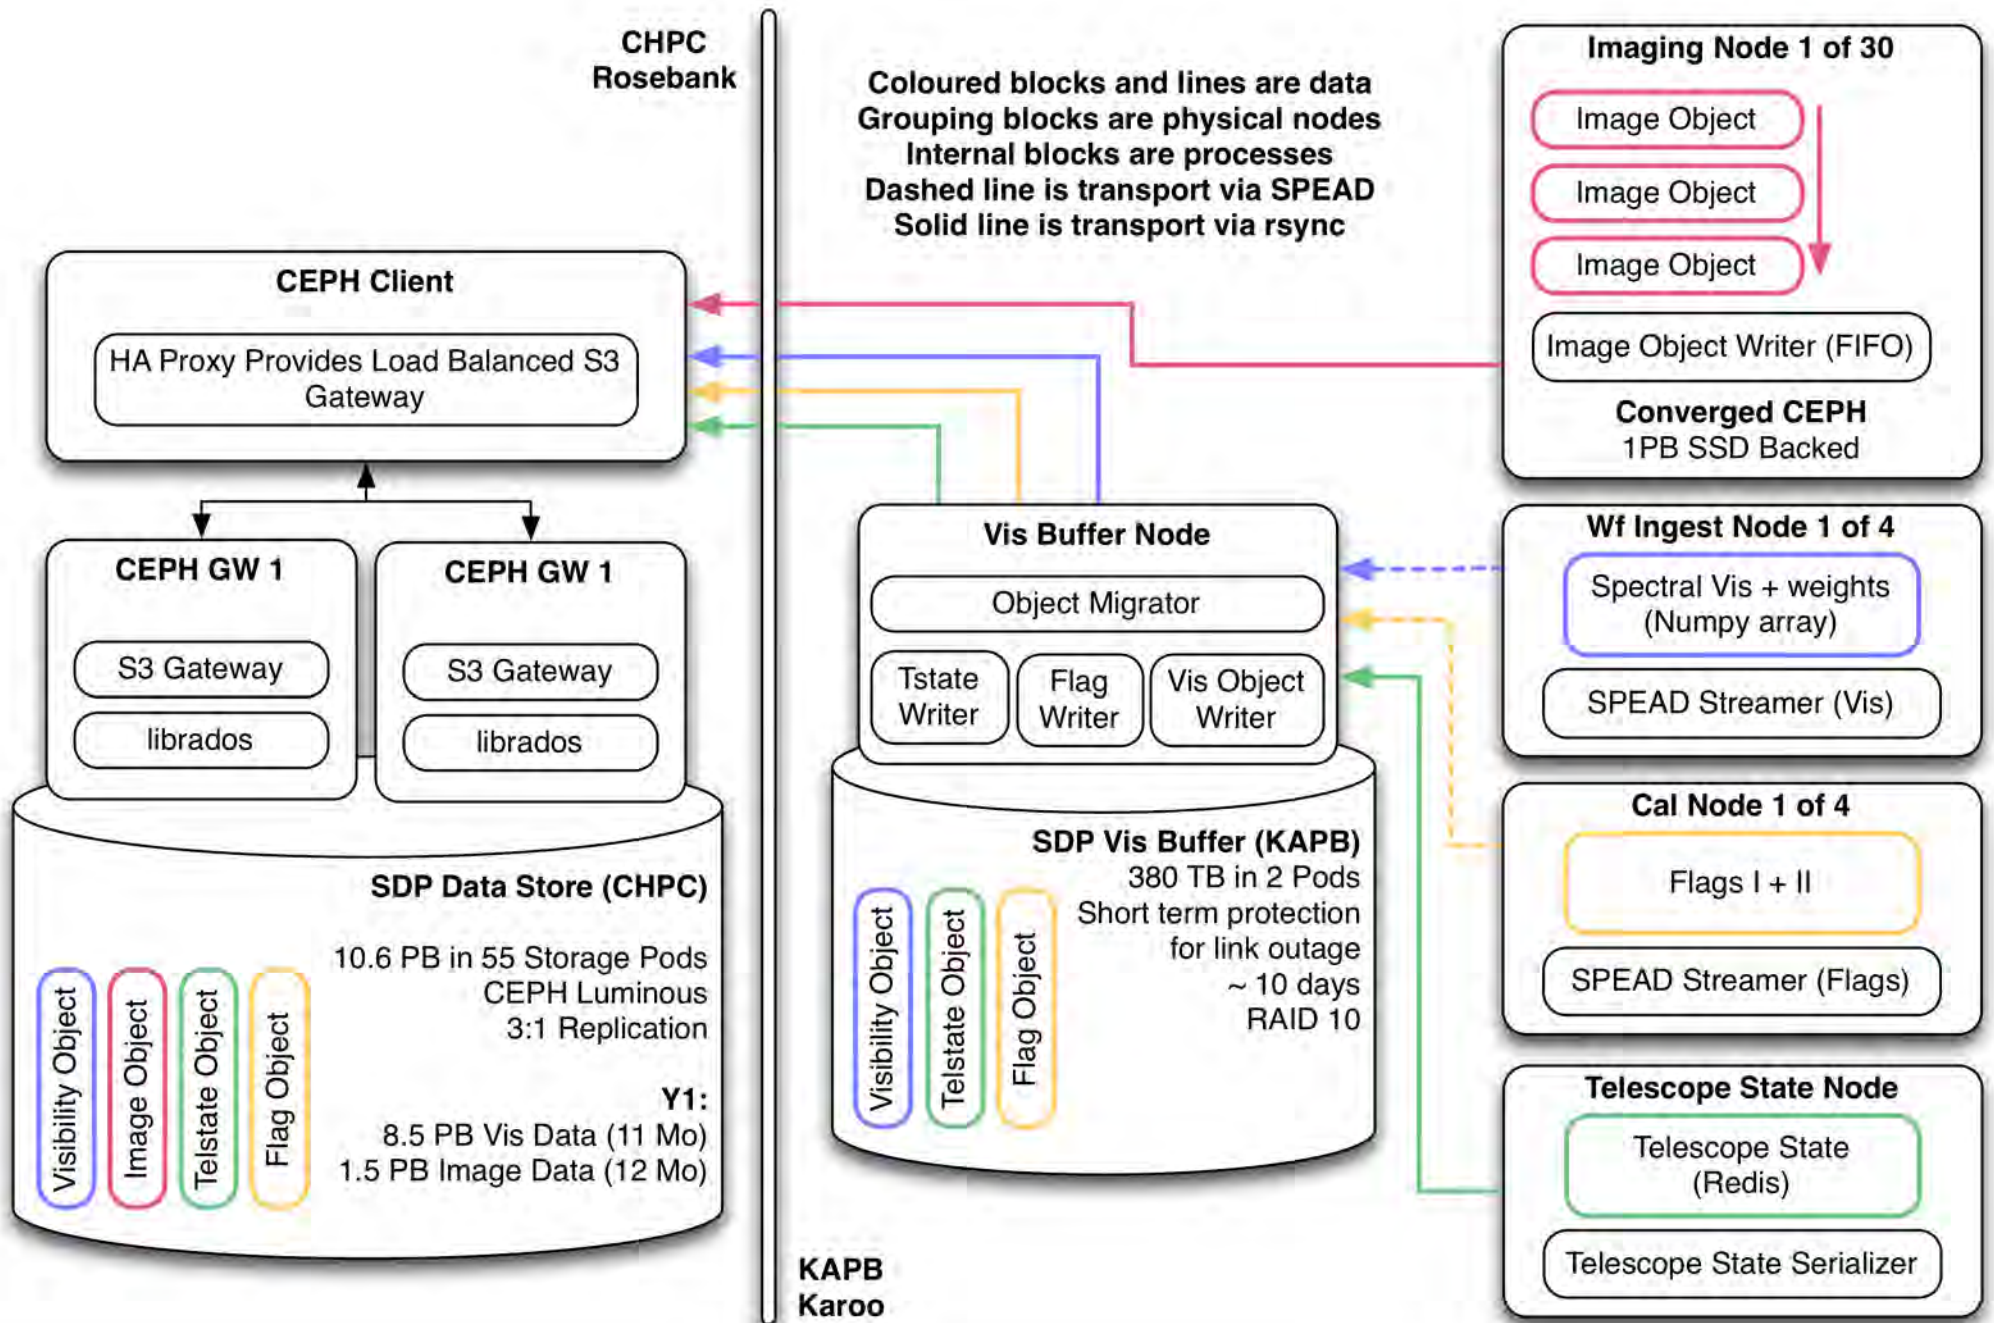 CHPC
Rosebank
Coloured blocks and lines are data
Grouping blocks are physical nodes
Internal blocks are processes
Dashed line is transport via SPEAD
Solid line is transport via rsync
CEPH Client
HA Proxy Provides Load Balanced S3
Gateway
CEPH GW 1
S3 Gateway
librados
CEPH GW 1
S3 Gateway
librados
SDP Data Store (CHPC)
10.6 PB in 55 Storage Pods
CEPH Luminous
3:1 Replication
Y1:
8.5 PB Vis Data (11 Mo)
1.5 PB Image Data (12 Mo)
Visibility Object
Image Object
Telstate Object
Flag Object
Vis Buffer Node
Object Migrator
Tstate
Writer
Flag
Writer
Vis Object
Writer
SDP Vis Buffer (KAPB)
380 TB in 2 Pods
Short term protection
for link outage
~ 10 days
RAID 10
Visibility Object
Telstate Object
Flag Object
KAPB
Karoo
Imaging Node 1 of 30
Image Object
Image Object
Image Object
Image Object Writer (FIFO)
Converged CEPH
1PB SSD Backed
Wf Ingest Node 1 of 4
Spectral Vis + weights
(Numpy array)
SPEAD Streamer (Vis)
Cal Node 1 of 4
Flags I + II
SPEAD Streamer (Flags)
Telescope State Node
Telescope State
(Redis)
Telescope State Serializer